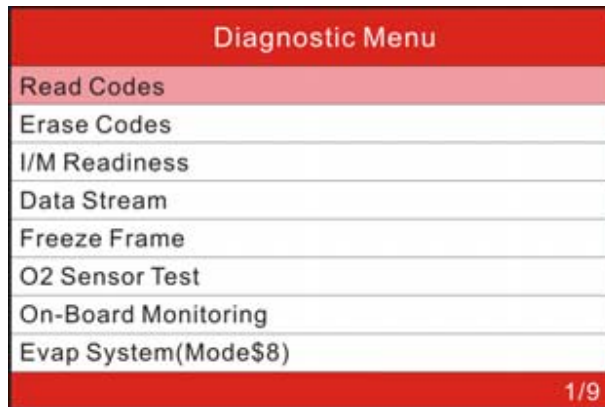 Diagnostic Menu
Read Codes
Erase Codes
I/M Readiness
Data Stream
Freeze Frame
O2 Sensor Test
On-Board Monitoring
Evap System(Mode$8)
1/9